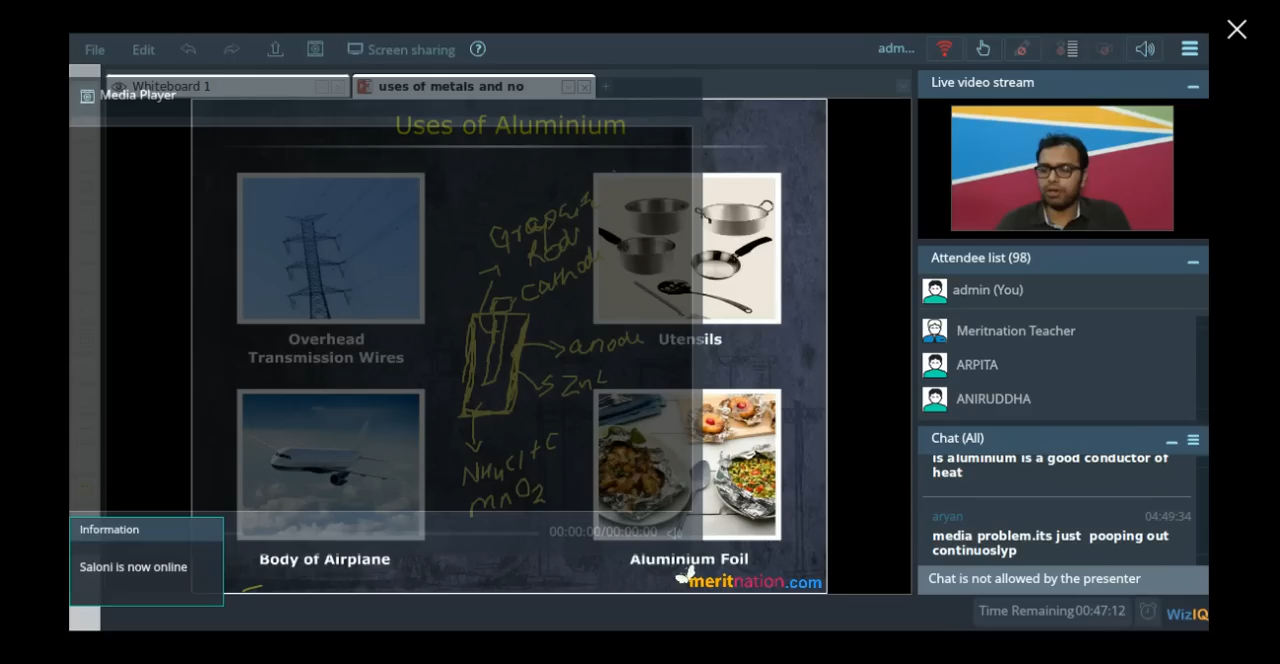 File Edit Screen sharing ? adm...
Whiteboard 1
uses of metals and no
Media Player
Uses of Aluminium
Graphite
Rod
Cathode
Overhead
Transmission Wires
anode
Utensils
NH4Cl + C
MnO2
00:00:00/00:00:00
Body of Airplane
Aluminium Foil
meritnation.com
Information
Saloni is now online
Live video stream
Attendee list (98)
admin (You)
Meritnation Teacher
ARPITA
ANIRUDDHA
Chat (All)
is aluminium is a good conductor of
heat
aryan 04:49:34
media problem.its just pooping out
continuoslyp
Chat is not allowed by the presenter
Time Remaining 00:47:12
WizIQ